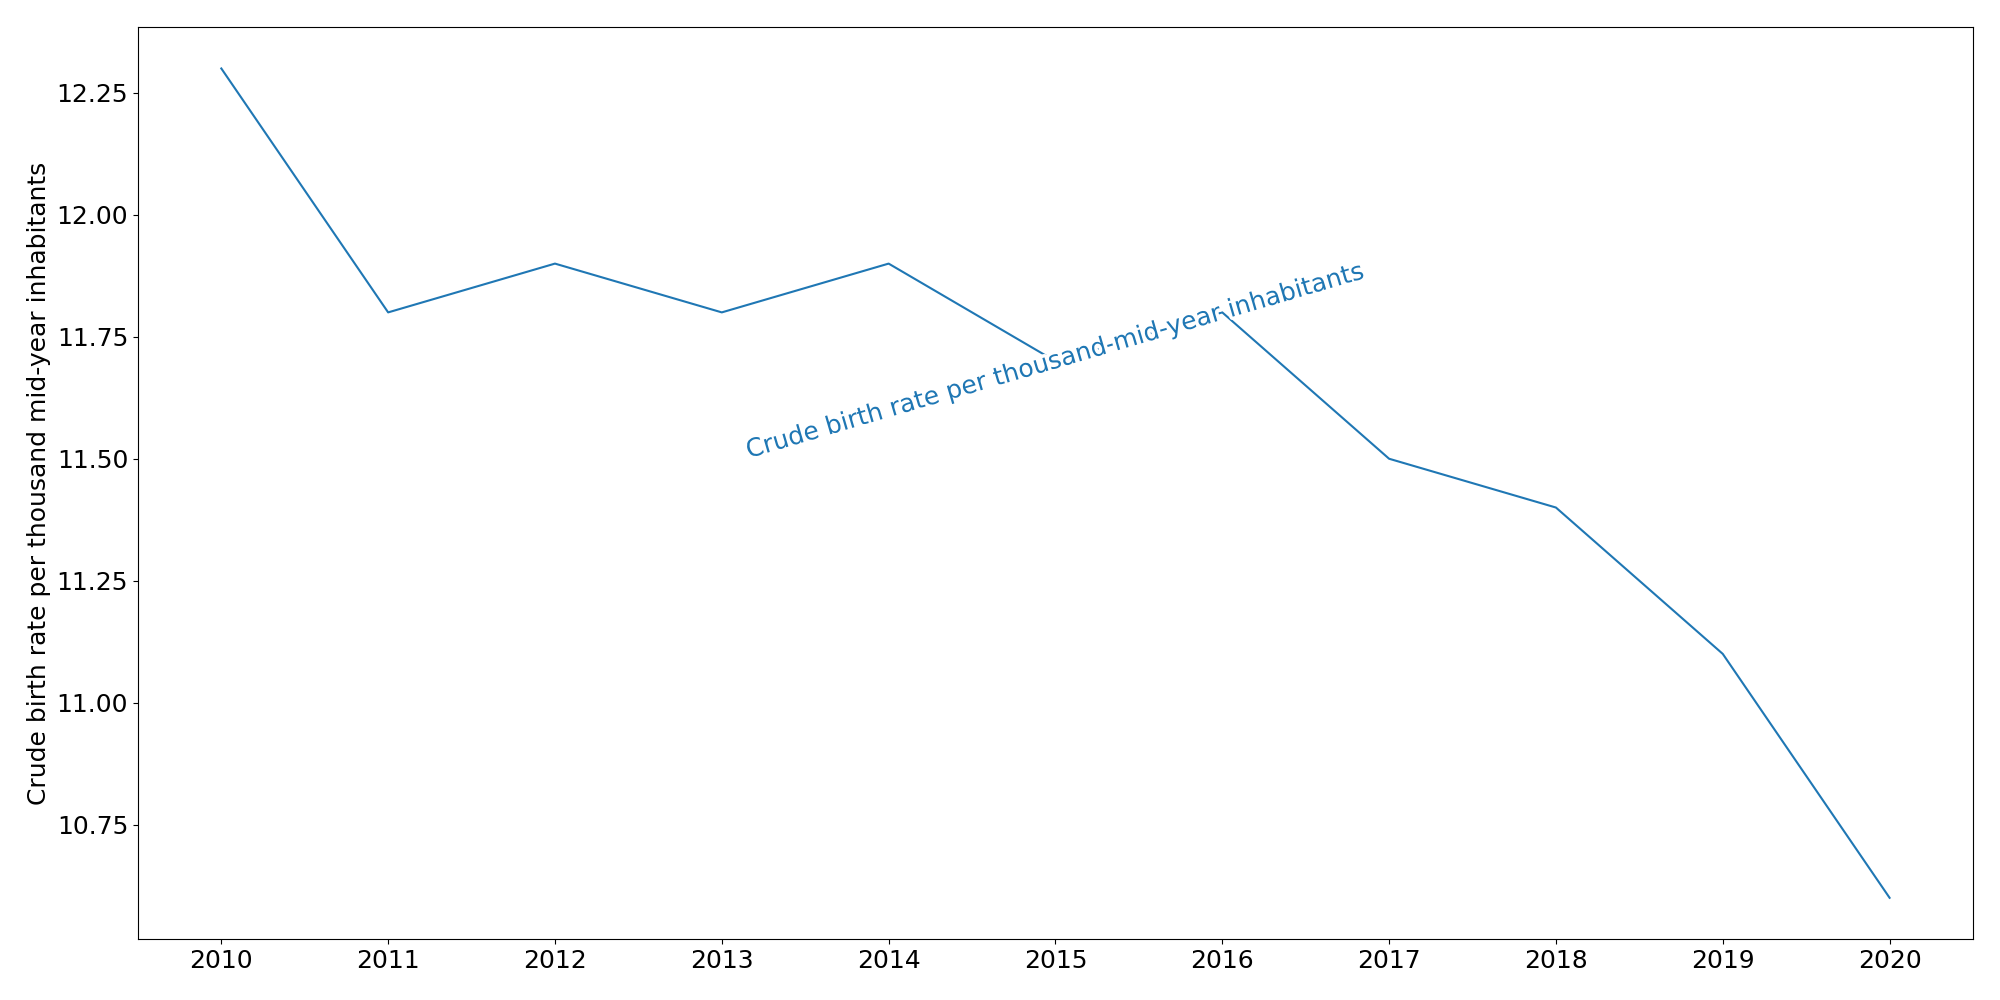 Crude birth rate per thousand mid-year inhabitants
12.25
12.00
11.75
11.50
11.25
11.00
10.75
Crude birth rate per thousand-mid-year-inhabitants
2010 2011 2012 2013 2014 2015 2016 2017 2018 2019 2020